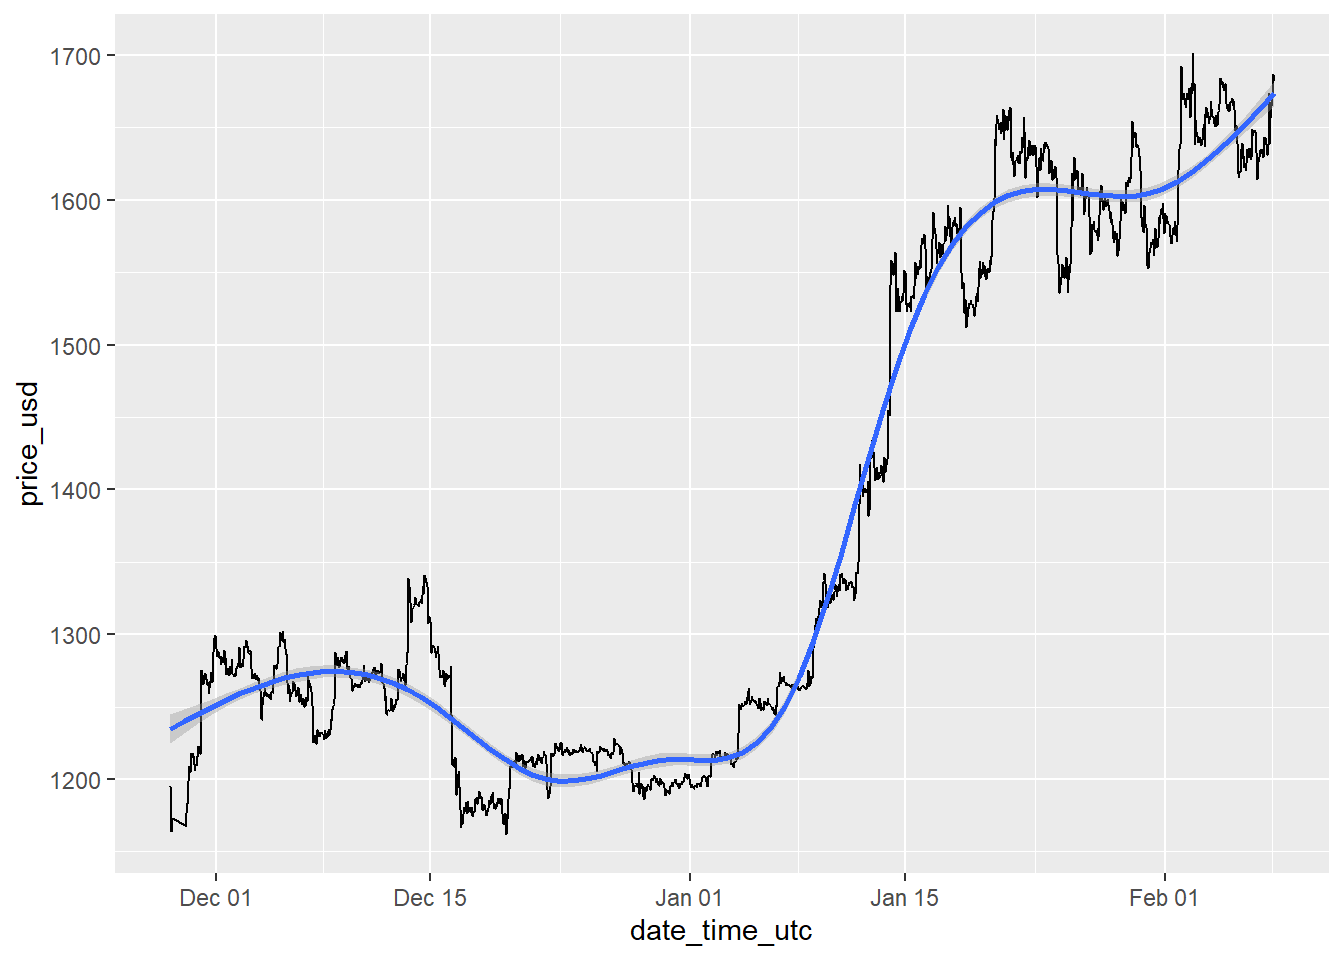 1700
1600
1500
1400
1300
1200
price_usd
Dec 01
Dec 15
Jan 01
Jan 15
Feb 01
date_time_utc